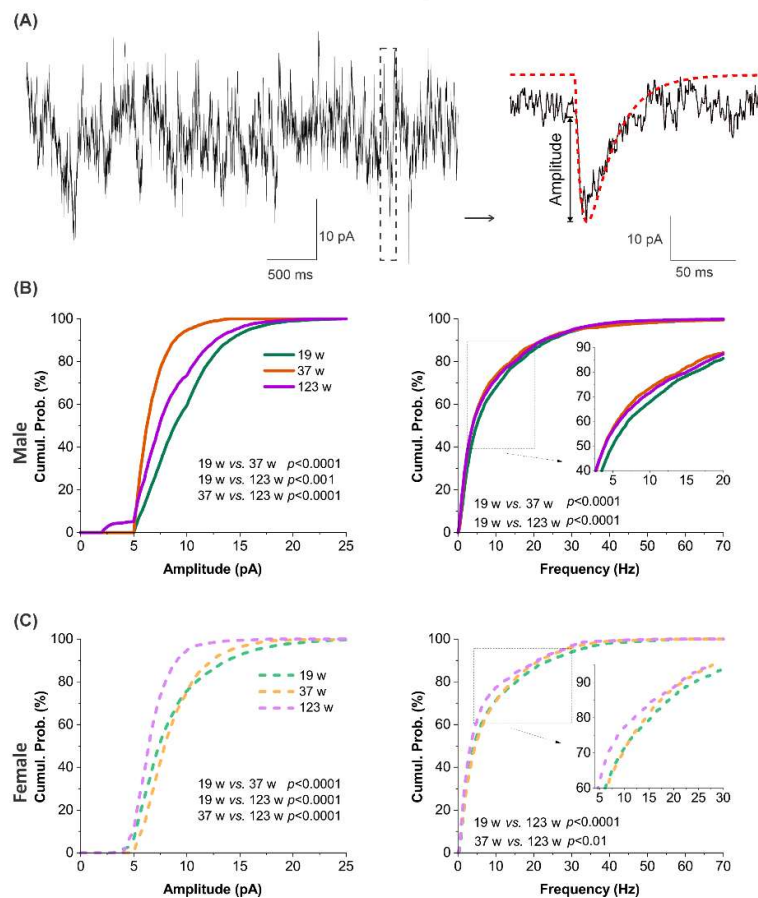 (A)
Amplitude
10 pA
500 ms
10 pA
50 ms
(B)
Male
100
80
60
40
20
0
Cumul. Prob. (%)
19 w
37 w
123 w
19 w vs. 37 w p<0.0001
19 w vs. 123 w p<0.001
37 w vs. 123 w p<0.0001
0 5 10 15 20 25
Amplitude (pA)
100
80
60
40
20
0
Cumul. Prob. (%)
90
80
70
60
50
40
5 10 15 20
19 w vs. 37 w p<0.0001
19 w vs. 123 w p<0.0001
0 10 20 30 40 50 60 70
Frequency (Hz)
(C)
Female
100
80
60
40
20
0
Cumul. Prob. (%)
19 w
37 w
123 w
19 w vs. 37 w p<0.0001
19 w vs. 123 w p<0.0001
37 w vs. 123 w p<0.0001
0 5 10 15 20 25
Amplitude (pA)
100
80
60
40
20
0
Cumul. Prob. (%)
90
80
70
60
5 10 15 20 25 30
19 w vs. 123 w p<0.0001
37 w vs. 123 w p<0.01
0 10 20 30 40 50 60 70
Frequency (Hz)